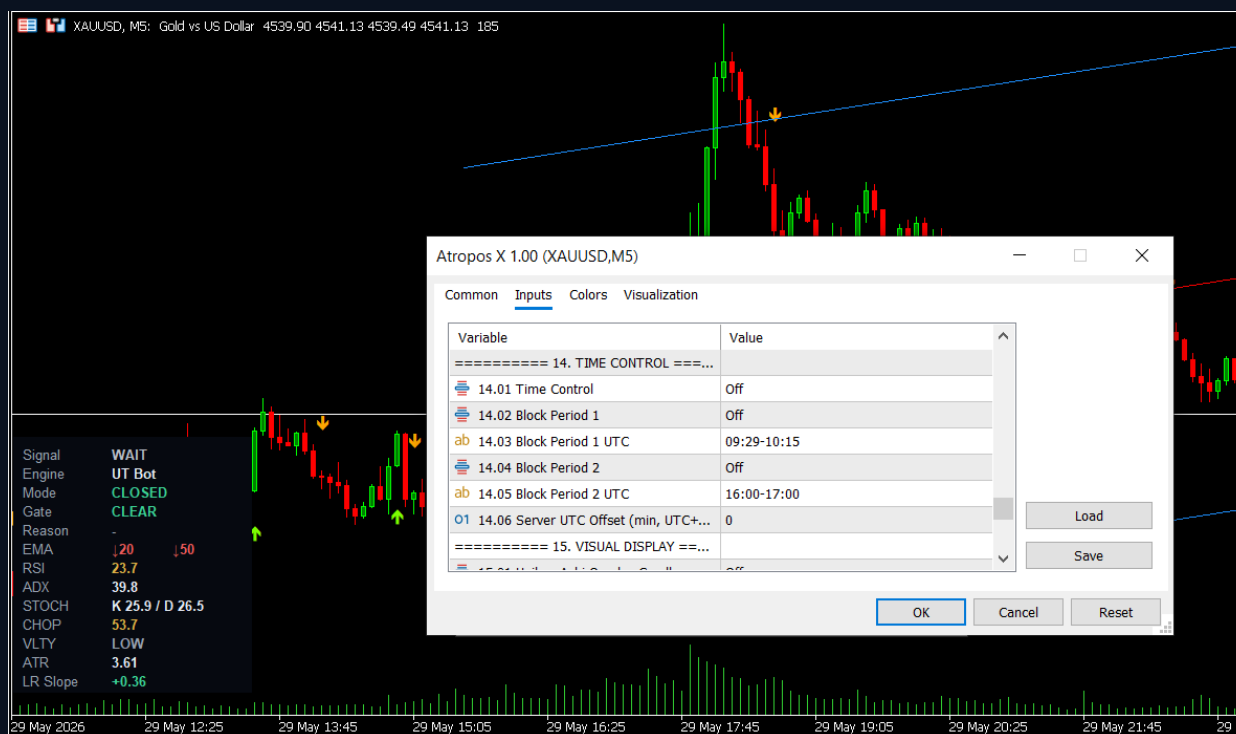 XAUUSD, M5: Gold vs US Dollar 4539.90 4541.13 4539.49 4541.13 185
Atropos X 1.00 (XAUUSD,M5)
Common Inputs Colors Visualization
Variable Value
========== 14. TIME CONTROL ===...
14.01 Time Control Off
14.02 Block Period 1 Off
ab 14.03 Block Period 1 UTC 09:29-10:15
14.04 Block Period 2 Off
ab 14.05 Block Period 2 UTC 16:00-17:00
01 14.06 Server UTC Offset (min, UTC+... 0
========== 15. VISUAL DISPLAY ==...
Load
Save
OK Cancel Reset
Signal WAIT
Engine UT Bot
Mode CLOSED
Gate CLEAR
Reason -
EMA ↓20 ↓50
RSI 23.7
ADX 39.8
STOCH K 25.9 / D 26.5
CHOP 53.7
VLTY LOW
ATR 3.61
LR Slope +0.36
29 May 2026 29 May 12:25 29 May 13:45 29 May 15:05 29 May 16:25 29 May 17:45 29 May 19:05 29 May 20:25 29 May 21:45 29